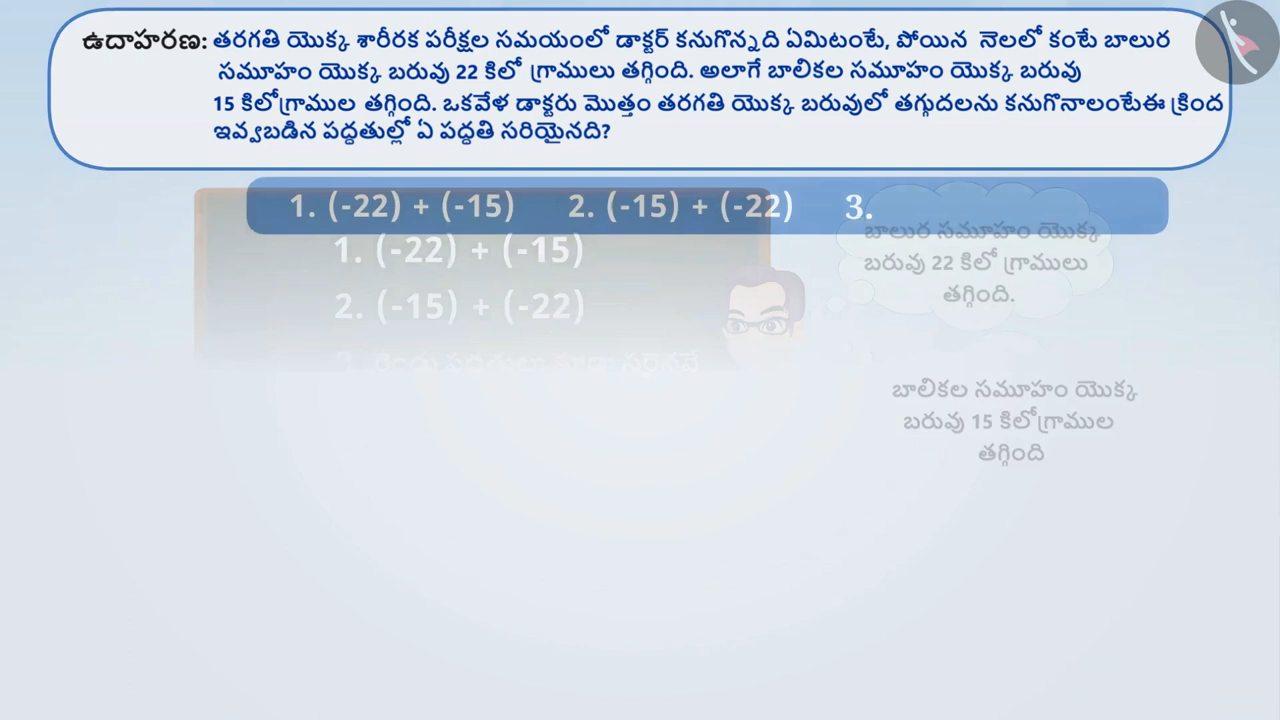 ఉదాహరణ: తరగతి యొక్క శారీరక పరీక్షల సమయంలో డాక్టర్ కనుగొన్నది ఏమిటంటే, పోయిన నెలలో కంటే బాలుర
సమూహం యొక్క బరువు 22 కిలో గ్రాములు తగ్గింది. అలాగే బాలికల సమూహం యొక్క బరువు
15 కిలోగ్రాముల తగ్గింది. ఒకవేళ డాక్టరు మొత్తం తరగతి యొక్క బరువులో తగ్గుదలను కనుగొనాలంటేఈ క్రింద
ఇవ్వబడిన పద్ధతుల్లో ఏ పద్ధతి సరియైనది?
1. (-22) + (-15) 2. (-15) + (-22) 3.
1. (-22) + (-15)
2. (-15) + (-22)
బాలుర సమూహం యొక్క
బరువు 22 కిలో గ్రాములు
తగ్గింది.
బాలికల సమూహం యొక్క
బరువు 15 కిలోగ్రాముల
తగ్గింది